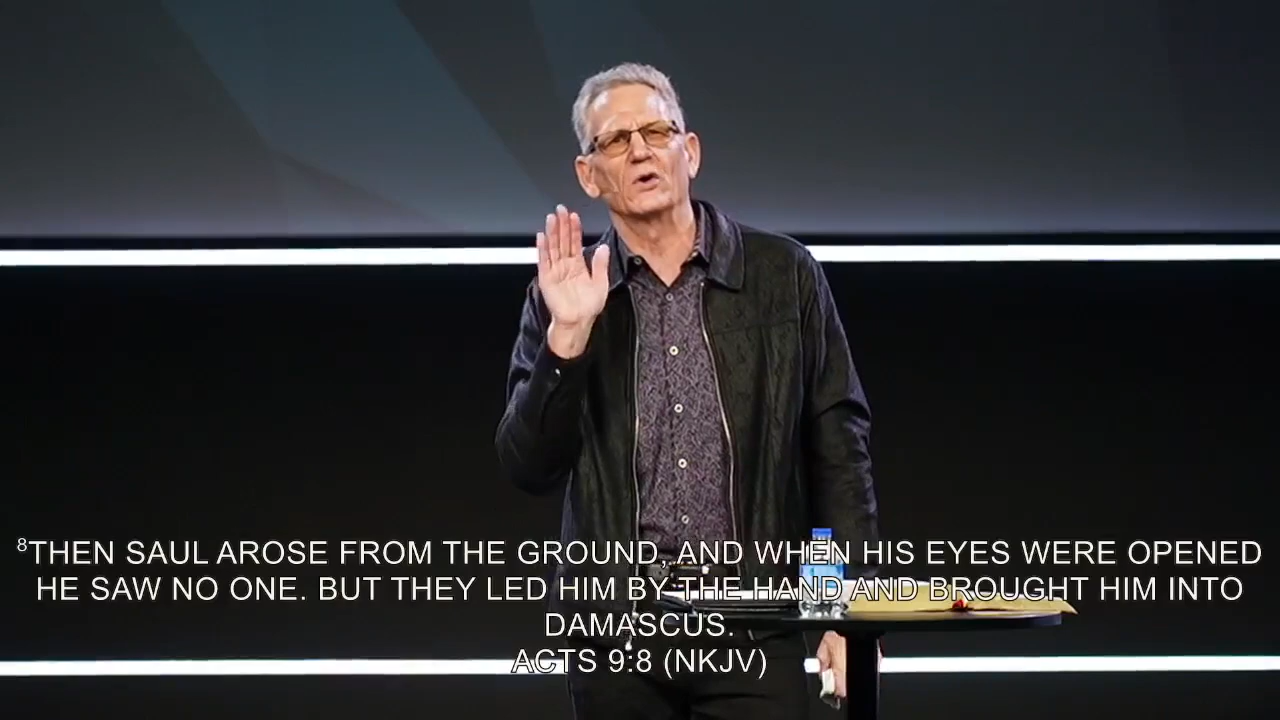 ⁸THEN SAUL AROSE FROM THE GROUND, AND WHEN HIS EYES WERE OPENED
HE SAW NO ONE. BUT THEY LED HIM BY THE HAND AND BROUGHT HIM INTO
DAMASCUS.
ACTS 9:8 (NKJV)